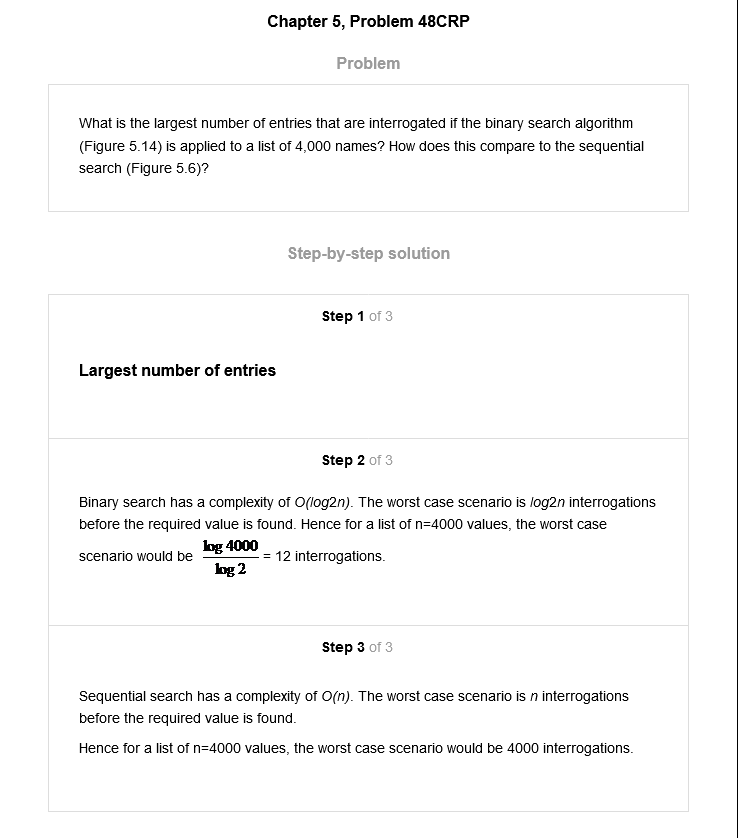 Chapter 5, Problem 48CRP
Problem
What is the largest number of entries that are interrogated if the binary search algorithm
(Figure 5.14) is applied to a list of 4,000 names? How does this compare to the sequential
search (Figure 5.6)?
Step-by-step solution
Step 1 of 3
Largest number of entries
Step 2 of 3
Binary search has a complexity of O(log2n). The worst case scenario is log2n interrogations
before the required value is found. Hence for a list of n=4000 values, the worst case
scenario would be log 4000 / log 2 = 12 interrogations.
Step 3 of 3
Sequential search has a complexity of O(n). The worst case scenario is n interrogations
before the required value is found.
Hence for a list of n=4000 values, the worst case scenario would be 4000 interrogations.